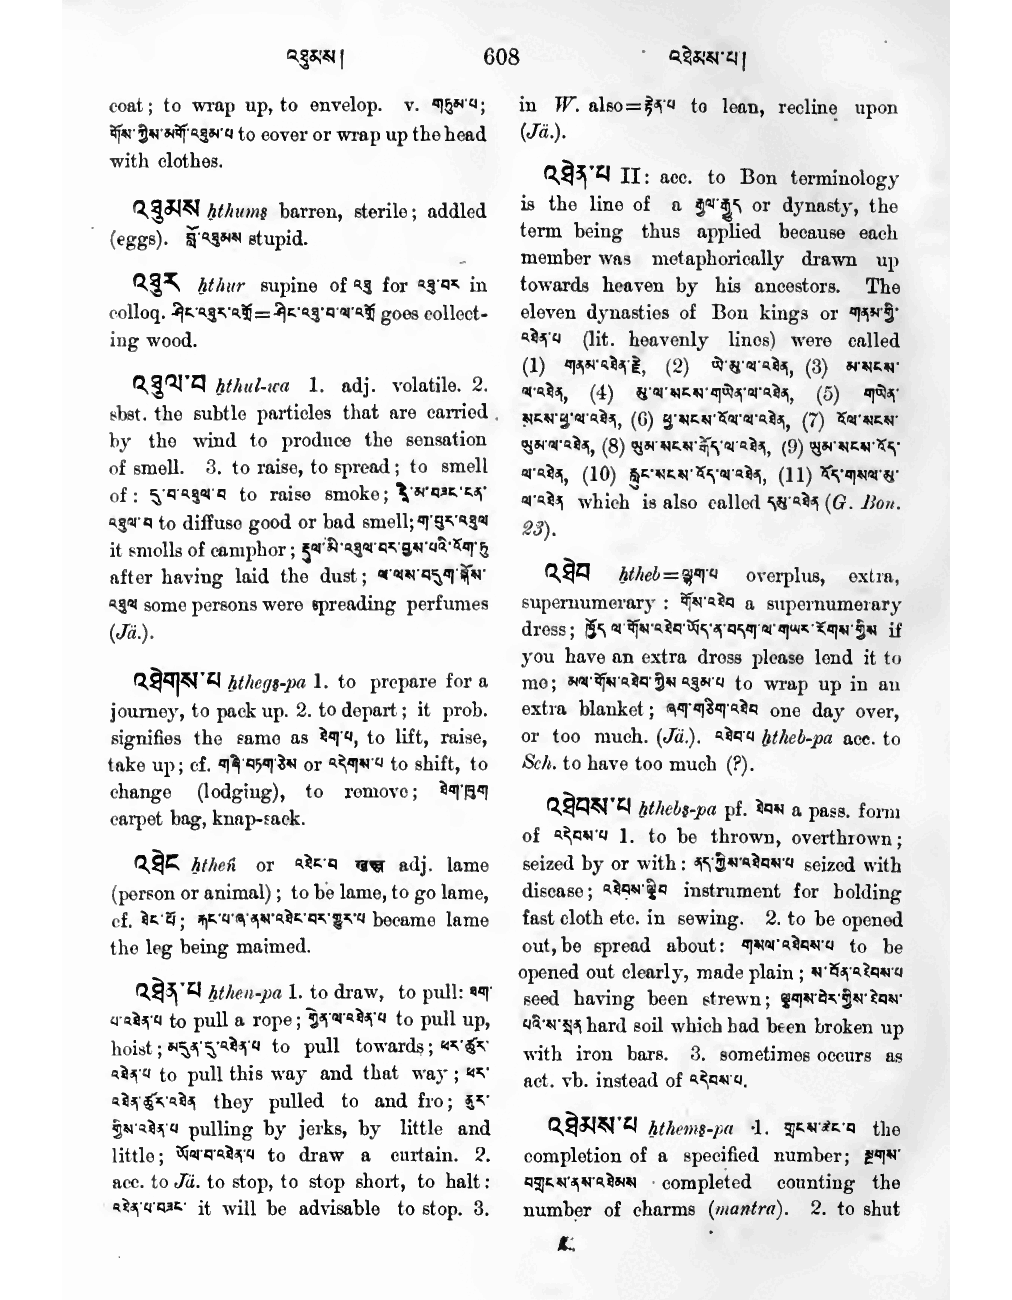 འཐུམས།
608
འཐེམས་པ།
coat; to wrap up, to envelop. v. གཏུམ་པ;
གོས་ཀྱིས་མགོ་འཐུམ་པ to cover or wrap up the head
with clothes.
འཐུམས ḥthumṣ barren, sterile; addled
(eggs). བློ་འཐུམས stupid.
འཐུར ḥthur supine of འཐུ for འཐུ་བར in
colloq. ཤིང་འཐུར་འགྲོ=ཤིང་འཐུ་བ་ལ་འགྲོ goes collect-
ing wood.
འཐུལ་བ ḥthul-wa 1. adj. volatile. 2.
sbst. the subtle particles that are carried
by the wind to produce the sensation
of smell. 3. to raise, to spread; to smell
of: དུ་བ་འཐུལ་བ to raise smoke; དྲི་མ་བཟང་ངན་
འཐུལ་བ to diffuse good or bad smell; ག་བུར་འཐུལ
it smells of camphor; རྡུལ་མི་འཐུལ་བར་བྱས་པའི་འོག་ཏུ
after having laid the dust; ལ་ལས་བདུག་སྤོས་
འཐུལ some persons were spreading perfumes
(Jä.).
འཐེགས་པ ḥthegṣ-pa 1. to prepare for a
journey, to pack up. 2. to depart; it prob.
signifies the same as ཐེག་པ, to lift, raise,
take up; cf. གཞི་བཏག་ཅེས or འདེགས་པ to shift, to
change (lodging), to remove; ཐེག་ཁུག
carpet bag, knap-sack.
འཐེང ḥtheṅ or འཐེང་བ खञ्ज adj. lame
(person or animal); to be lame, to go lame,
cf. ཐེང་པོ; རྐང་པ་ཞ་ནས་འཐེང་བར་གྱུར་པ became lame
the leg being maimed.
འཐེན་པ ḥthen-pa 1. to draw, to pull: ཐག་
པ་འཐེན་པ to pull a rope; གྱེན་ལ་འཐེན་པ to pull up,
hoist; མདུན་དུ་འཐེན་པ to pull towards; ཕར་ཚུར་
འཐེན་པ to pull this way and that way; ཕར་
འཐེན་ཚུར་འཐེན they pulled to and fro; ཧུར་
གྱིས་འཐེན་པ pulling by jerks, by little and
little; ཡོལ་བ་འཐེན་པ to draw a curtain. 2.
acc. to Jä. to stop, to stop short, to halt:
འཐེན་པ་བཟང་ it will be advisable to stop. 3.
in W. also=རྟེན་པ to lean, recline upon
(Jä.).
འཐེན་པ II: acc. to Bon terminology
is the line of a རྒྱལ་རྒྱུད or dynasty, the
term being thus applied because each
member was metaphorically drawn up
towards heaven by his ancestors. The
eleven dynasties of Bon kings or གནམ་གྱི་
འཐེན་པ (lit. heavenly lines) were called
(1) གནམ་འཐེན་རྗེ, (2) ཡེ་མུ་ལ་འཐེན, (3) མ་སངས་
ལ་འཐེན, (4) མུ་ལ་སངས་གཡེན་ལ་འཐེན, (5) གཡེན་
སངས་ཕྱ་ལ་འཐེན, (6) ཕྱ་སངས་འོལ་ལ་འཐེན, (7) འོལ་སངས་
ཡུམ་ལ་འཐེན, (8) ཡུམ་སངས་རྒོད་ལ་འཐེན, (9) ཡུམ་སངས་འོད་
ལ་འཐེན, (10) རླུང་སངས་འོད་ལ་འཐེན, (11) འོད་གསལ་མུ་
ལ་འཐེན which is also called དམུ་འཐེན (G. Bon.
23).
འཐེབ ḥtheb=ལྷག་པ overplus, extra,
supernumerary: གོས་འཐེབ a supernumerary
dress; ཁྱོད་ལ་གོས་འཐེབ་ཡོད་ན་བདག་ལ་གཡར་རོགས་གྱིས if
you have an extra dress please lend it to
me; མལ་གོས་འཐེབ་གྱིས་འཐུམ་པ to wrap up in an
extra blanket; ཞག་གཅིག་འཐེབ one day over,
or too much. (Jä.). འཐེབ་པ ḥtheb-pa acc. to
Sch. to have too much (?).
འཐེབས་པ ḥthebṣ-pa pf. ཐེབས a pass. form
of འདེབས་པ 1. to be thrown, overthrown;
seized by or with: ནད་ཀྱིས་འཐེབས་པ seized with
disease; འཐེབས་ལྡེབ instrument for holding
fast cloth etc. in sewing. 2. to be opened
out, be spread about: གསལ་འཐེབས་པ to be
opened out clearly, made plain; ས་བོན་འཐེབས་པ
seed having been strewn; ལྕགས་བེར་གྱིས་ཐེབས་
པའི་ས་སྨན hard soil which had been broken up
with iron bars. 3. sometimes occurs as
act. vb. instead of འདེབས་པ.
འཐེམས་པ ḥthemṣ-pa 1. གྲངས་ཚང་བ the
completion of a specified number; སྔགས་
བགྲངས་ནས་འཐེམས completed counting the
number of charms (mantra). 2. to shut